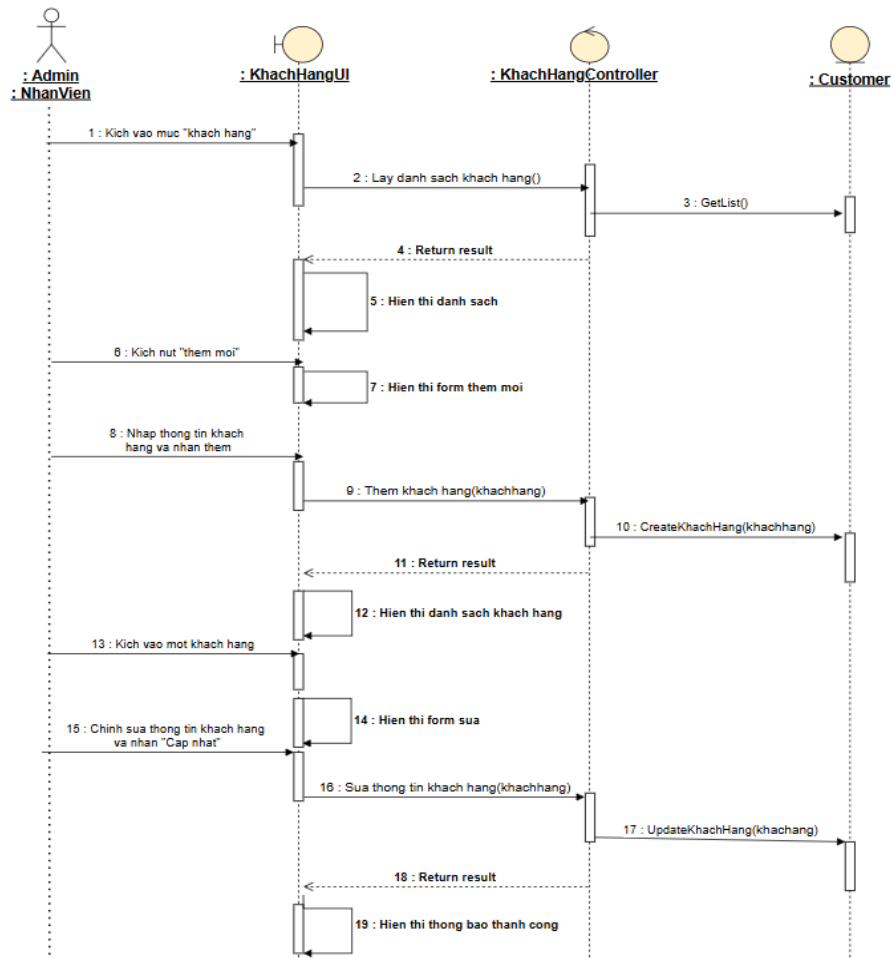 : Admin
: NhanVien
: KhachHangUI
: KhachHangController
: Customer
1 : Kich vao muc "khach hang"
2 : Lay danh sach khach hang()
3 : GetList()
4 : Return result
5 : Hien thi danh sach
6 : Kich nut "them moi"
7 : Hien thi form them moi
8 : Nhap thong tin khach
hang va nhan them
9 : Them khach hang(khachhang)
10 : CreateKhachHang(khachhang)
11 : Return result
12 : Hien thi danh sach khach hang
13 : Kich vao mot khach hang
14 : Hien thi form sua
15 : Chinh sua thong tin khach hang
va nhan "Cap nhat"
16 : Sua thong tin khach hang(khachhang)
17 : UpdateKhachHang(khachang)
18 : Return result
19 : Hien thi thong bao thanh cong